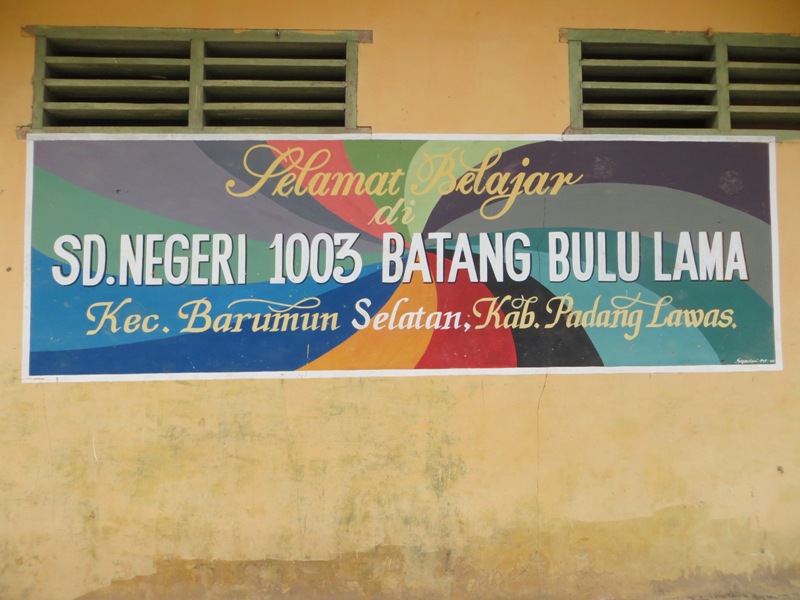 Selamat Belajar
di
SD.NEGERI 1003 BATANG BULU LAMA
Kec. Barumun Selatan, Kab. Padang Lawas.